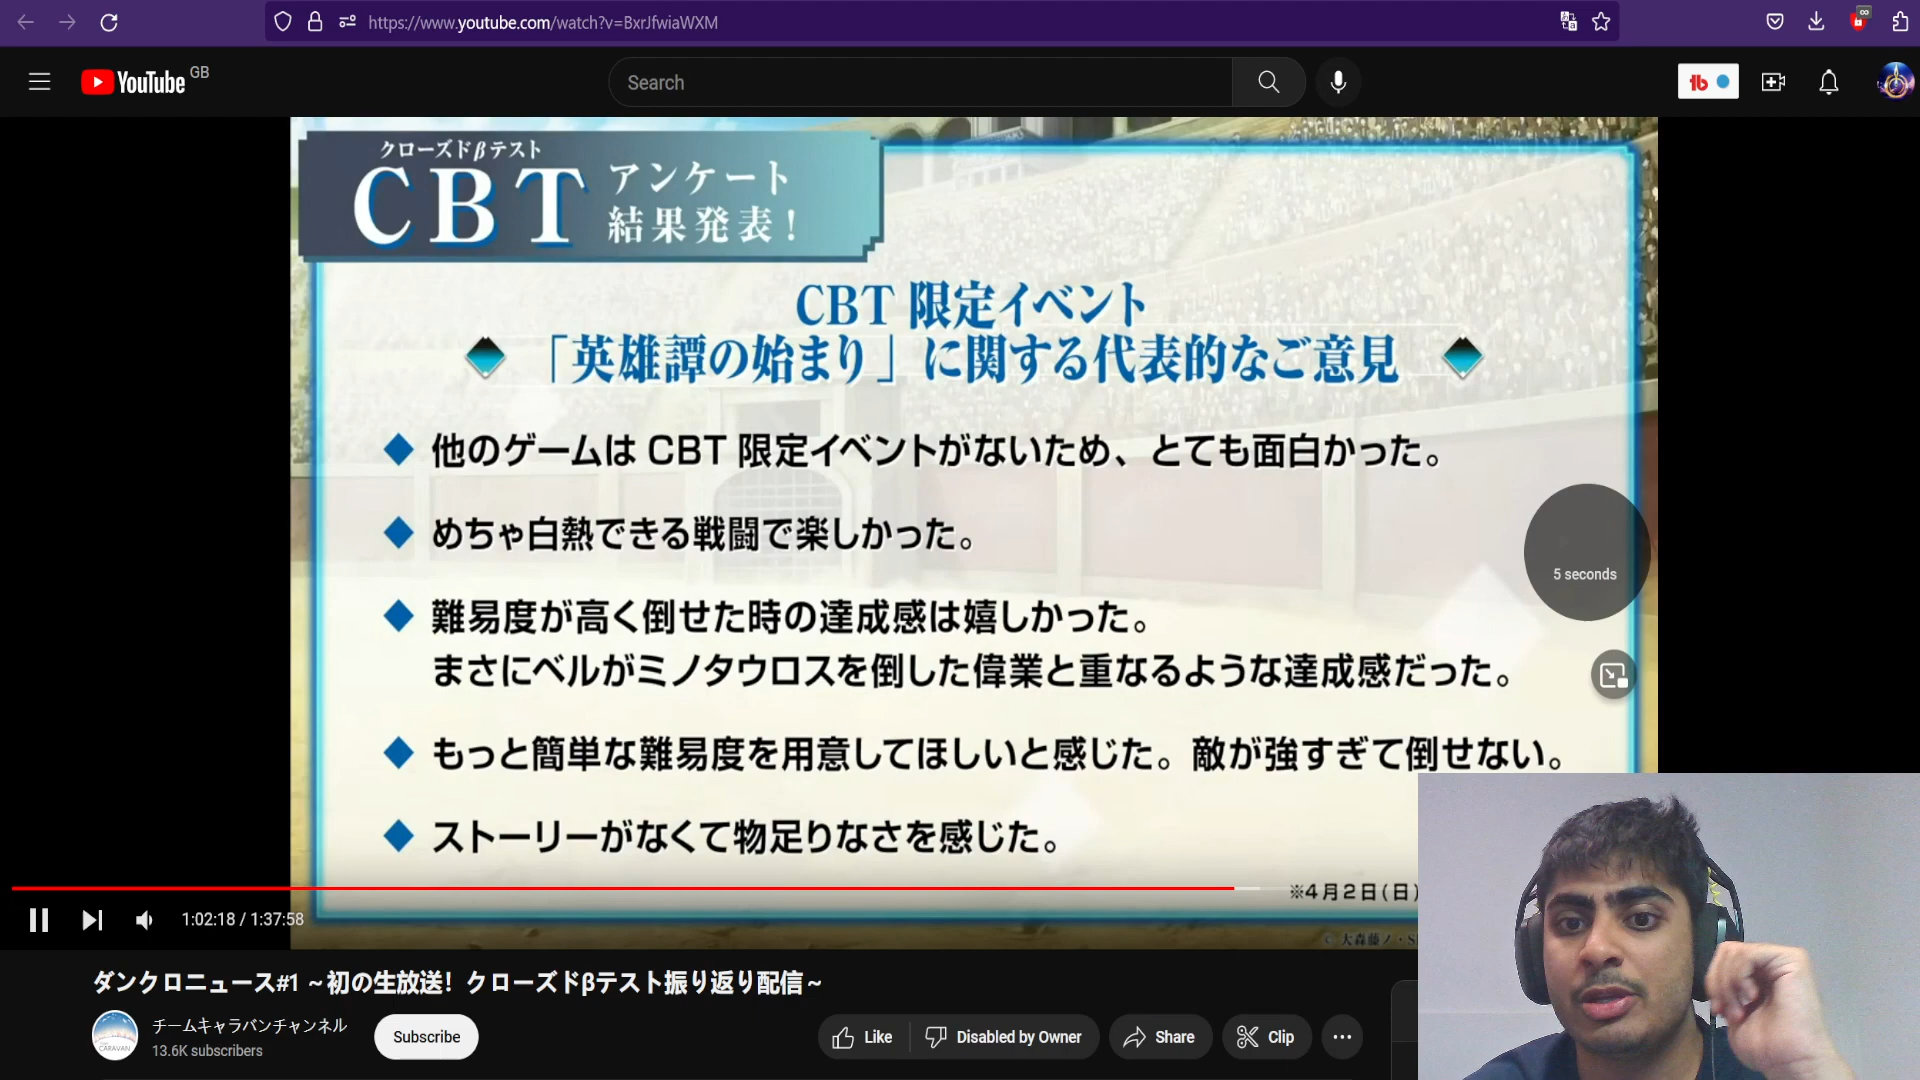 https://www.youtube.com/watch?v=BxrJfwiaWXM
YouTube GB
Search
クローズドβテスト
CBT
アンケート
結果発表！
CBT 限定イベント
「英雄譚の始まり」に関する代表的なご意見
他のゲームは CBT 限定イベントがないため、とても面白かった。
めちゃ白熱できる戦闘で楽しかった。
5 seconds
難易度が高く倒せた時の達成感は嬉しかった。
まさにベルがミノタウロスを倒した偉業と重なるような達成感だった。
もっと簡単な難易度を用意してほしいと感じた。敵が強すぎて倒せない。
ストーリーがなくて物足りなさを感じた。
※4月2日(日)
1:02:18 / 1:37:58
© 大森藤ノ・S
ダンクロニュース#1 ~初の生放送！クローズドβテスト振り返り配信~
チームキャラバンチャンネル
13.6K subscribers
CARAVAN
Subscribe
Like
Disabled by Owner
Share
Clip